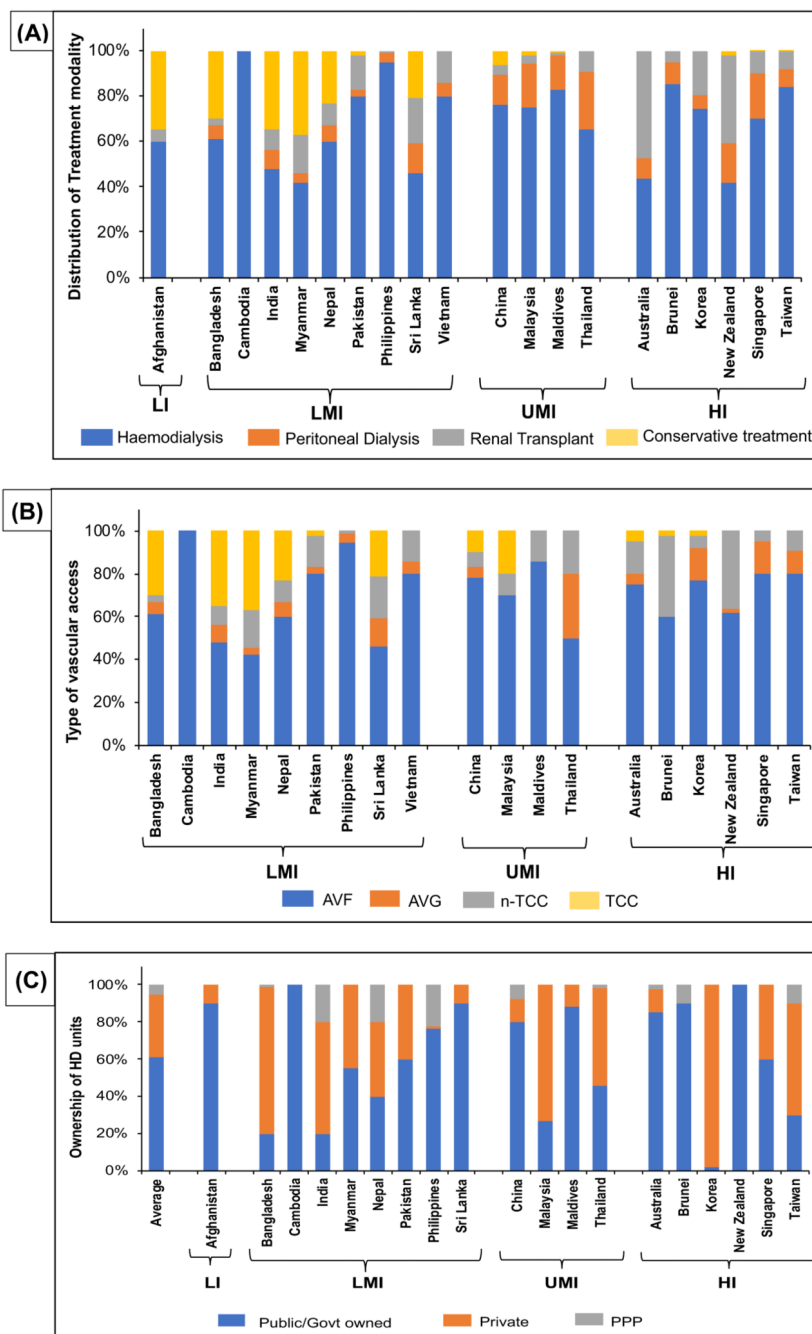 (A)
Distribution of Treatment modality
100%
80%
60%
40%
20%
0%
Afghanistan
Bangladesh
Cambodia
India
Myanmar
Nepal
Pakistan
Philippines
Sri Lanka
Vietnam
China
Malaysia
Maldives
Thailand
Australia
Brunei
Korea
New Zealand
Singapore
Taiwan
LI LMI UMI HI
Haemodialysis Peritoneal Dialysis Renal Transplant Conservative treatment
(B)
Type of vascular access
100%
80%
60%
40%
20%
0%
Bangladesh
Cambodia
India
Myanmar
Nepal
Pakistan
Philippines
Sri Lanka
Vietnam
China
Malaysia
Maldives
Thailand
Australia
Brunei
Korea
New Zealand
Singapore
Taiwan
LMI UMI HI
AVF AVG n-TCC TCC
(C)
Ownership of HD units
100%
80%
60%
40%
20%
0%
Average
Afghanistan
Bangladesh
Cambodia
India
Myanmar
Nepal
Pakistan
Philippines
Sri Lanka
China
Malaysia
Maldives
Thailand
Australia
Brunei
Korea
New Zealand
Singapore
Taiwan
LI LMI UMI HI
Public/Govt owned Private PPP